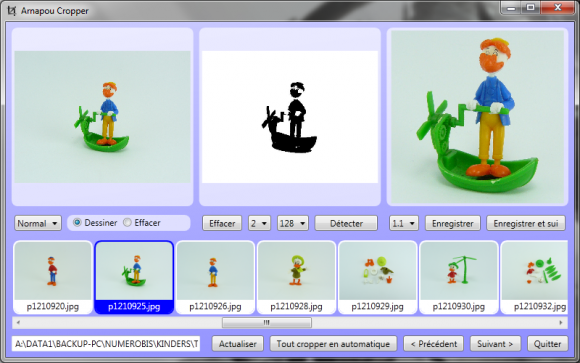 Arnapou Cropper
Normal Dessiner Effacer Effacer 2 128 Détecter 1.1 Enregistrer Enregistrer et sui
p1210920.jpg p1210925.jpg p1210926.jpg p1210928.jpg p1210929.jpg p1210930.jpg p1210932.jpg
A:\DATA1\BACKUP-PC\NUMEROBIS\KINDERS\T Actualiser Tout cropper en automatique < Précédent Suivant > Quitter